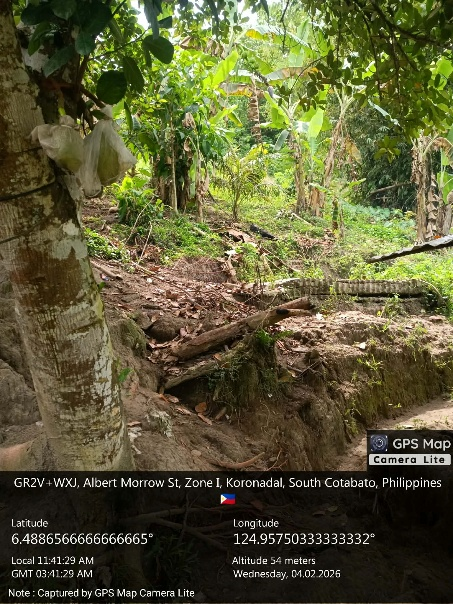 GPS Map
Camera Lite
GR2V+WXJ, Albert Morrow St, Zone I, Koronadal, South Cotabato, Philippines
Latitude
6.4886566666666665°
Longitude
124.95750333333332°
Local 11:41:29 AM
GMT 03:41:29 AM
Altitude 54 meters
Wednesday, 04.02.2026
Note : Captured by GPS Map Camera Lite